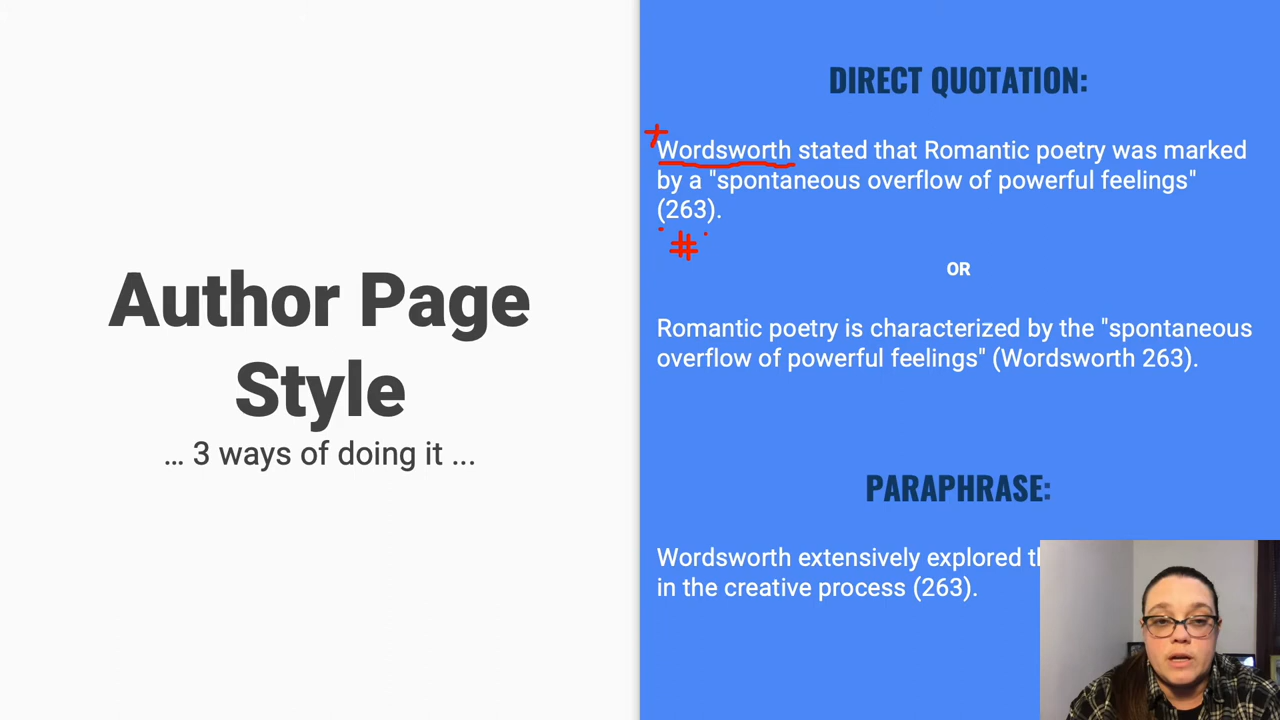 Author Page
Style
... 3 ways of doing it ...
DIRECT QUOTATION:
Wordsworth stated that Romantic poetry was marked
by a "spontaneous overflow of powerful feelings"
(263).
#
OR
Romantic poetry is characterized by the "spontaneous
overflow of powerful feelings" (Wordsworth 263).
PARAPHRASE:
Wordsworth extensively explored
in the creative process (263).